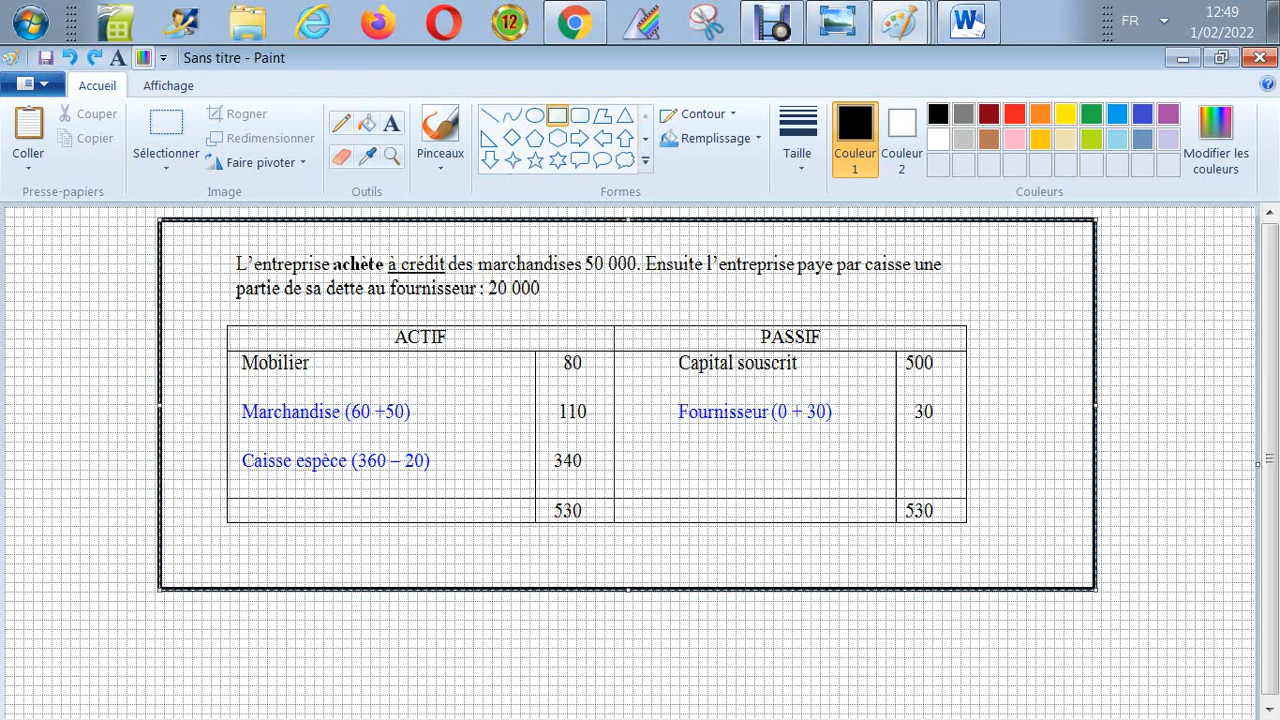 12
FR
12:49
1/02/2022
Sans titre - Paint
Accueil
Affichage
Coller
Couper
Copier
Presse-papiers
Sélectionner
Rogner
Redimensionner
Faire pivoter
Image
A
Outils
Pinceaux
Contour
Remplissage
Formes
Taille
Couleur 1
Couleur 2
Modifier les couleurs
Couleurs
L'entreprise achète à crédit des marchandises 50 000. Ensuite l'entreprise paye par caisse une
partie de sa dette au fournisseur : 20 000
ACTIF PASSIF
Mobilier 80 Capital souscrit 500
Marchandise (60 +50) 110 Fournisseur (0 + 30) 30
Caisse espèce (360 – 20) 340
530 530